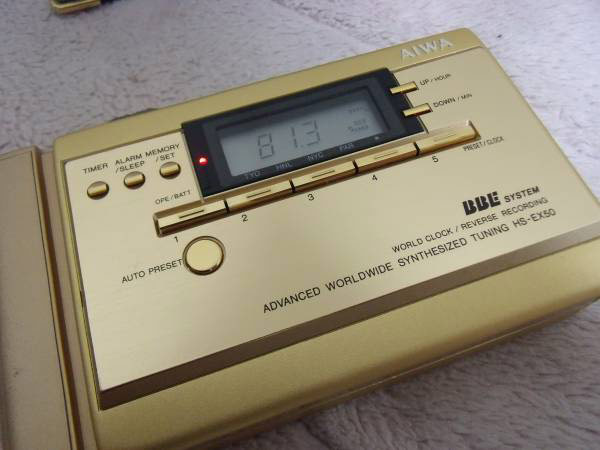 AIWA
UP / HOUR
DOWN / MIN
81.3
TYO HNL NYC PAR
TIMER
ALARM MEMORY
/SLEEP /SET
OPE/BATT
1 2 3 4 5
PRESET/CLOCK
AUTO PRESET
BBE SYSTEM
WORLD CLOCK / REVERSE RECORDING
ADVANCED WORLDWIDE SYNTHESIZED TUNING HS-EX50